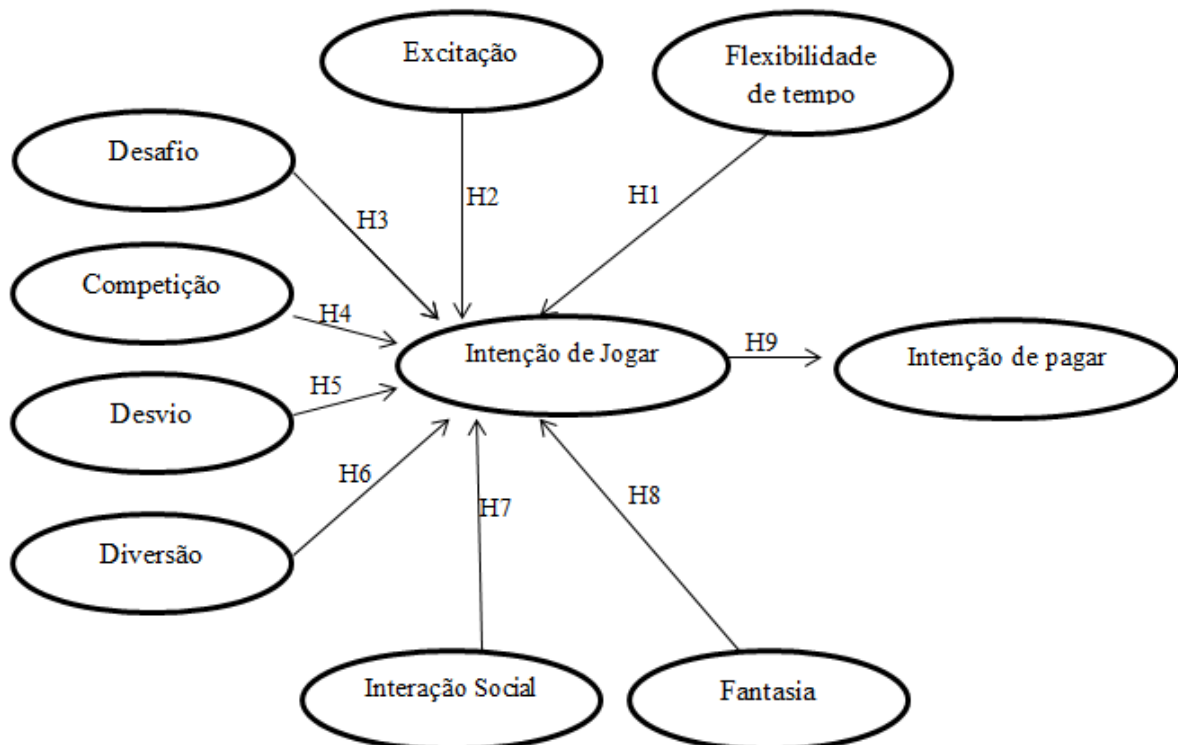 Excitação
Flexibilidade
de tempo
Desafio
H3
H2
H1
Competição
H4
Intenção de Jogar
H9
Intenção de pagar
H5
Desvio
H6
H7
H8
Diversão
Interação Social
Fantasia